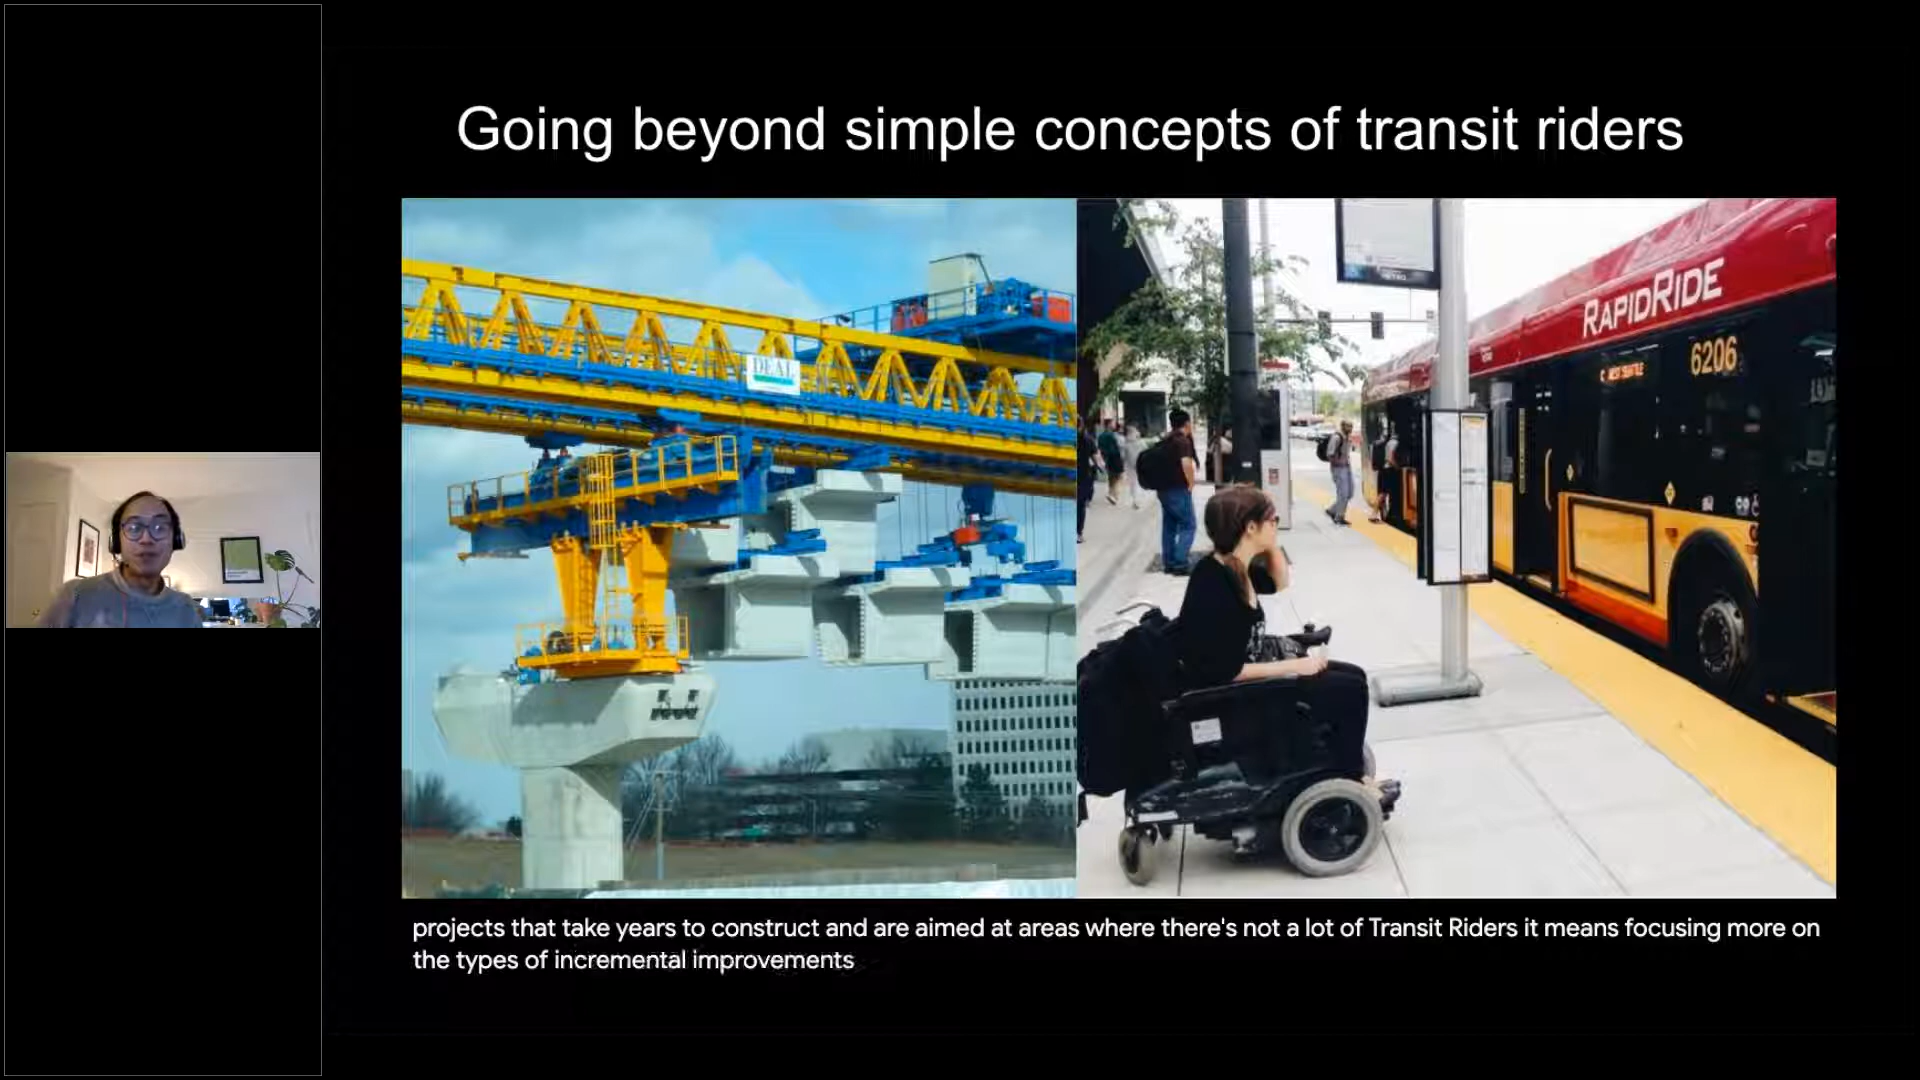 Going beyond simple concepts of transit riders
DEAL
RAPIDRIDE
6206
C WEST SEATTLE
projects that take years to construct and are aimed at areas where there's not a lot of Transit Riders it means focusing more on
the types of incremental improvements